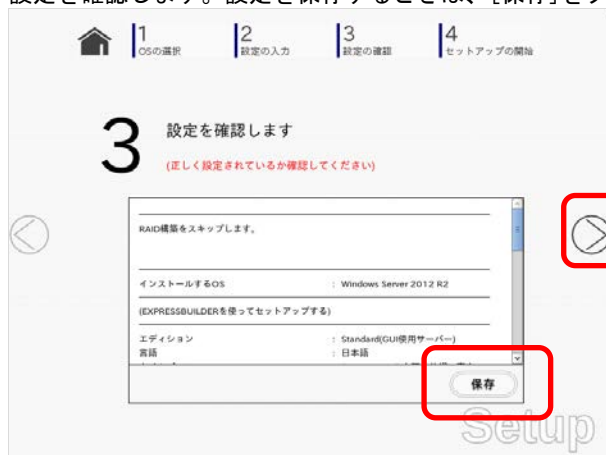 設定を確認します。設定を保存するときは、[保存]をク
1
OSの選択
2
設定の入力
3
設定の確認
4
セットアップの開始
3
設定を確認します
(正しく設定されているか確認してください)
RAID構築をスキップします。
インストールするOS : Windows Server 2012 R2
(EXPRESSBUILDERを使ってセットアップする)
エディション : Standard(GUI使用サーバー)
言語 : 日本語
保存
Setup